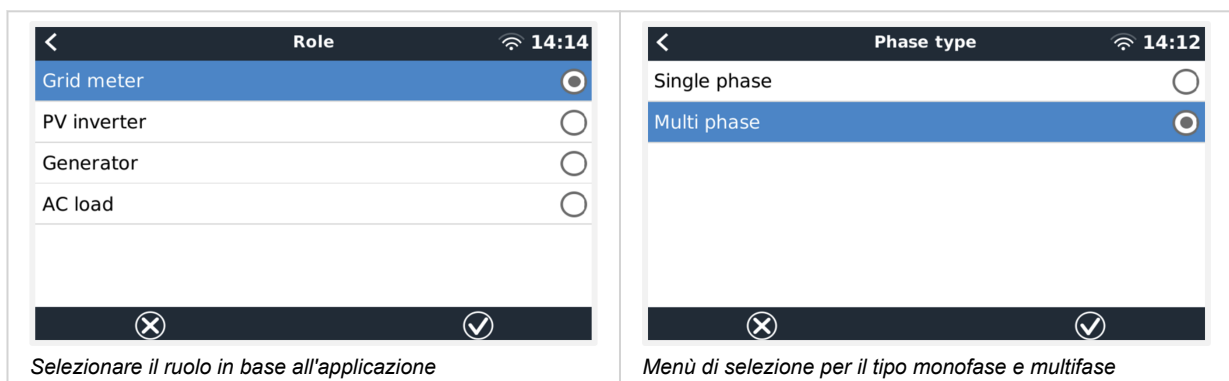 Role 14:14
Grid meter
PV inverter
Generator
AC load
Selezionare il ruolo in base all'applicazione
Phase type 14:12
Single phase
Multi phase
Menù di selezione per il tipo monofase e multifase